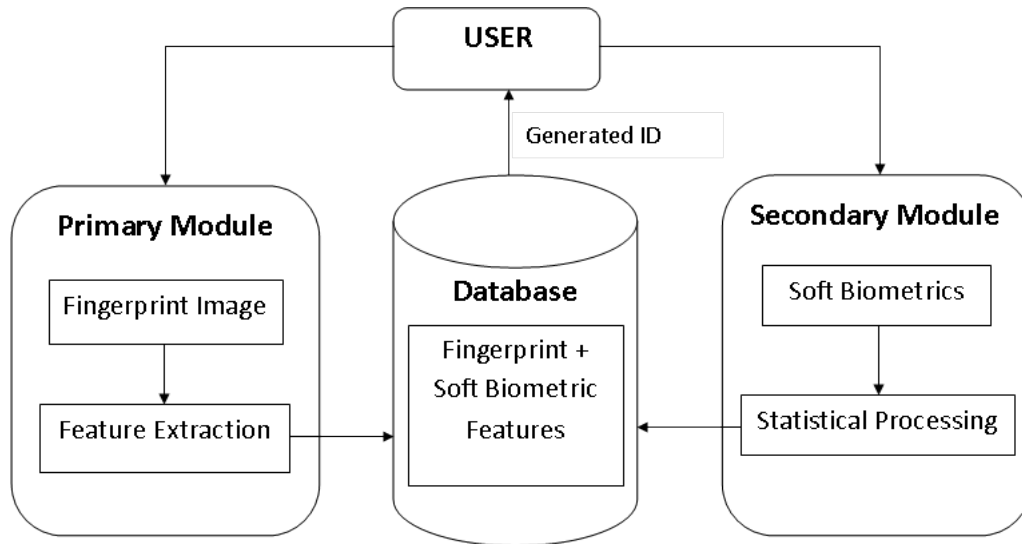 USER
Generated ID
Primary Module
Fingerprint Image
Feature Extraction
Database
Fingerprint +
Soft Biometric
Features
Secondary Module
Soft Biometrics
Statistical Processing